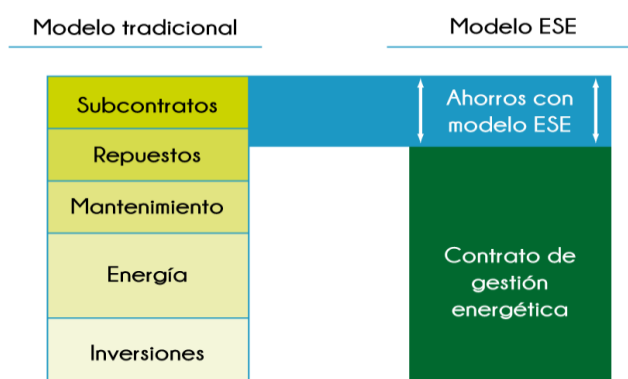 Modelo tradicional
Modelo ESE
Subcontratos
Repuestos
Mantenimiento
Energía
Inversiones
Ahorros con
modelo ESE
Contrato de
gestión
energética